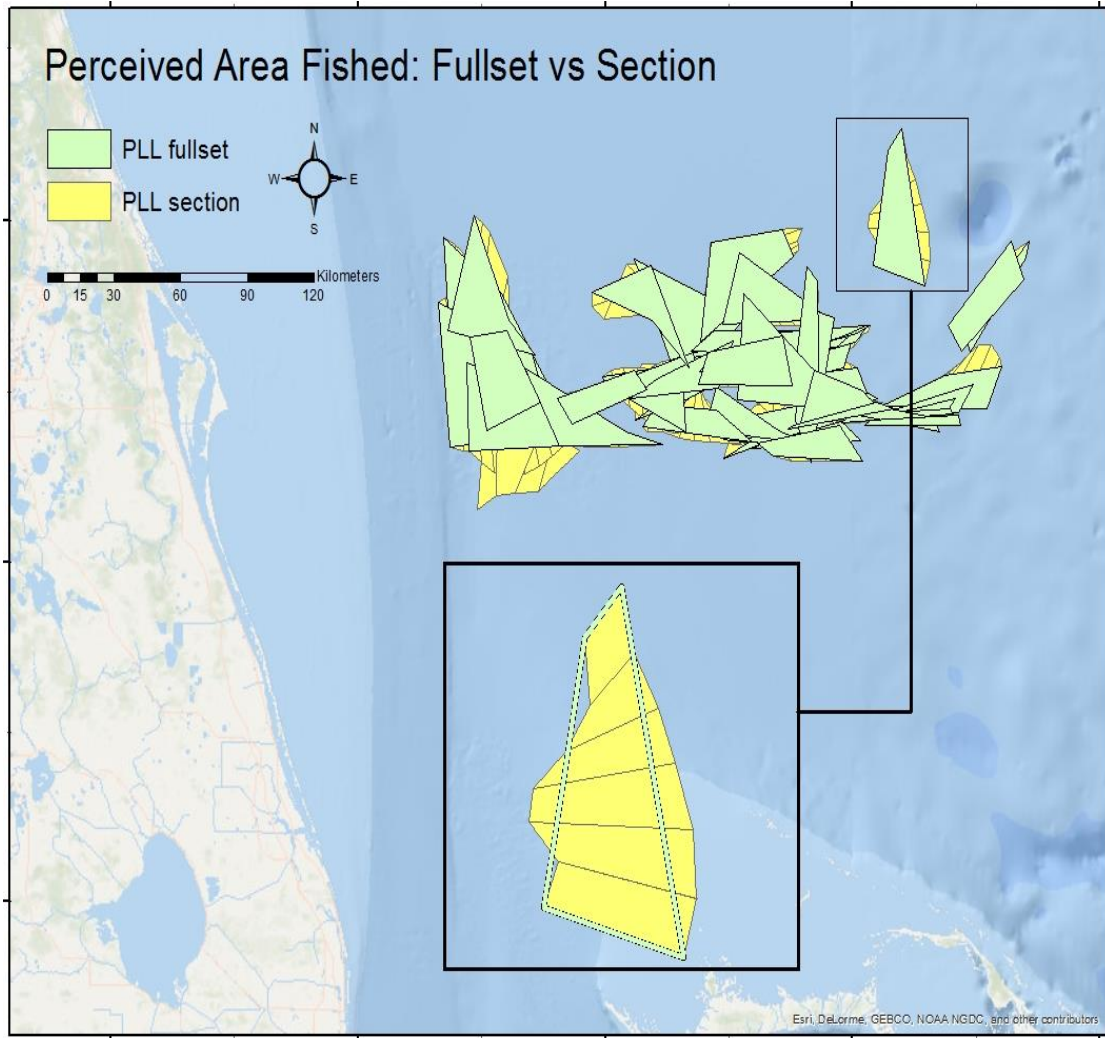 Perceived Area Fished: Fullset vs Section
PLL fullset
PLL section
N
W E
S
Kilometers
0 15 30 60 90 120
Esri, DeLorme, GEBCO, NOAA NGDC, and other contributors